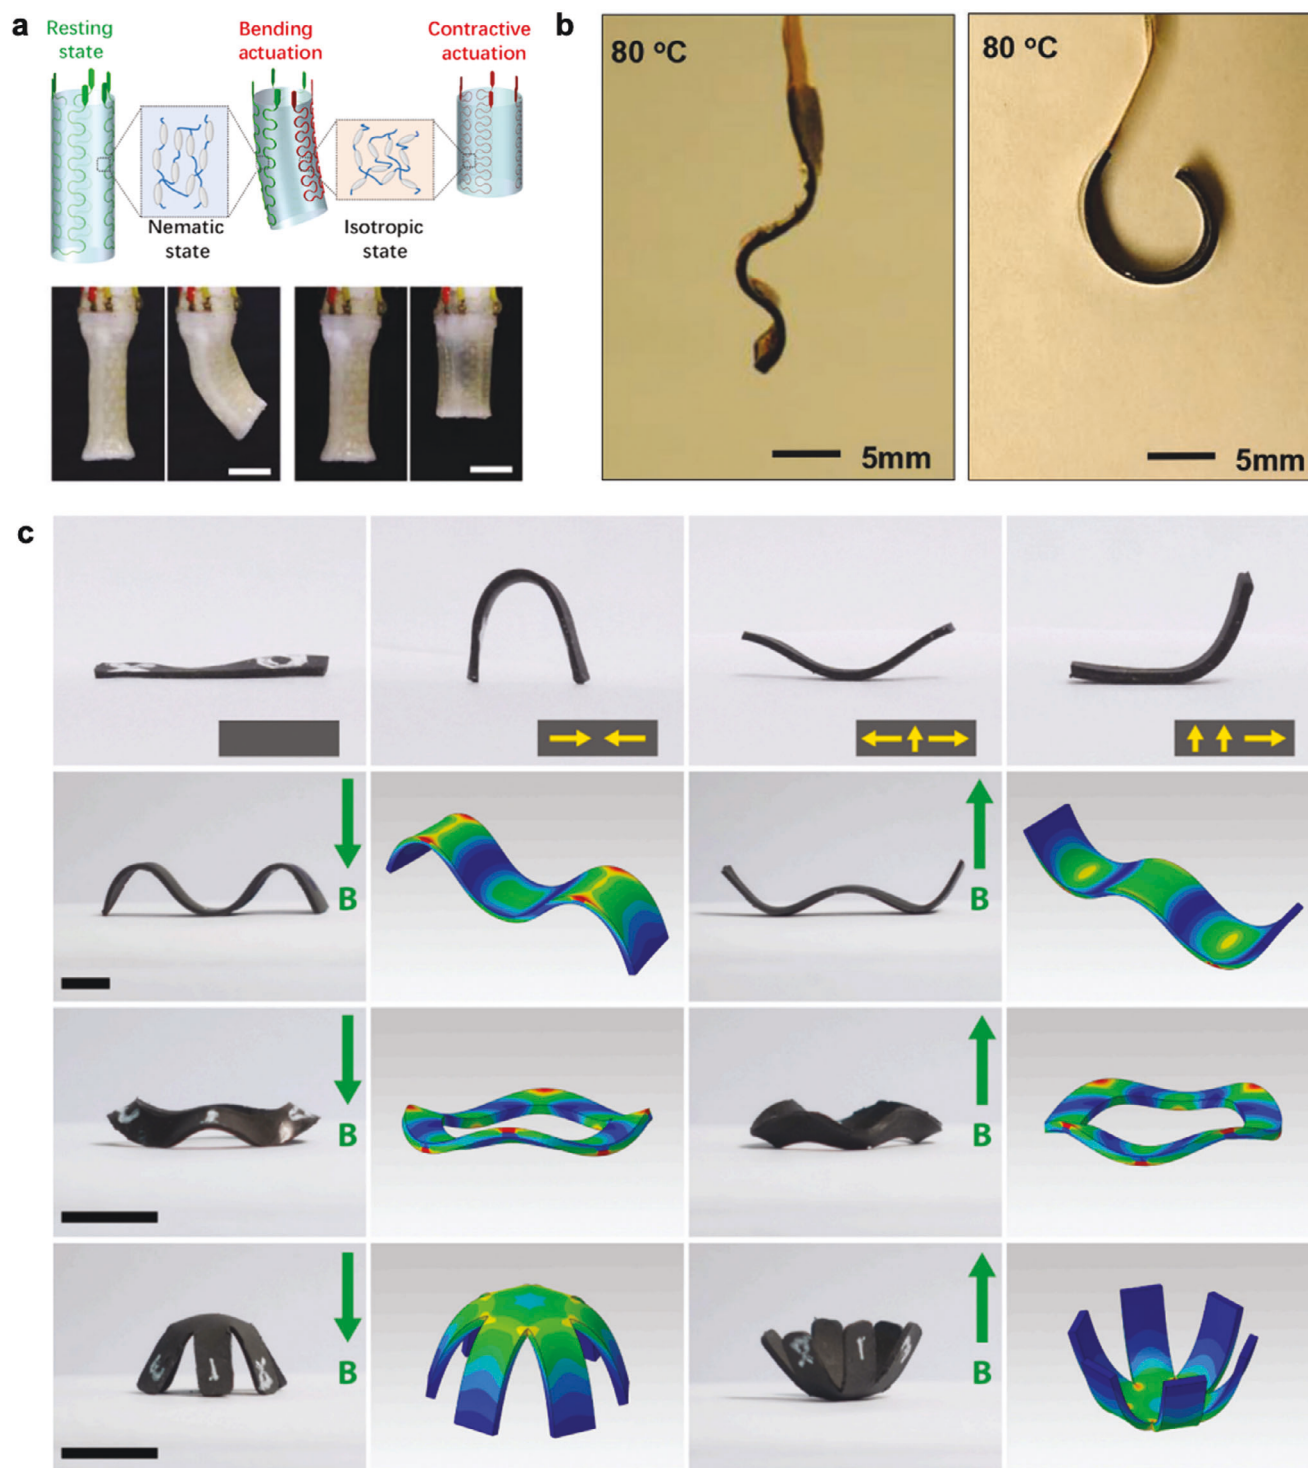 a
Resting
state
Bending
actuation
Contractive
actuation
Nematic
state
Isotropic
state
b
80 °C
5mm
80 °C
5mm
c
B
B
B
B
B
B